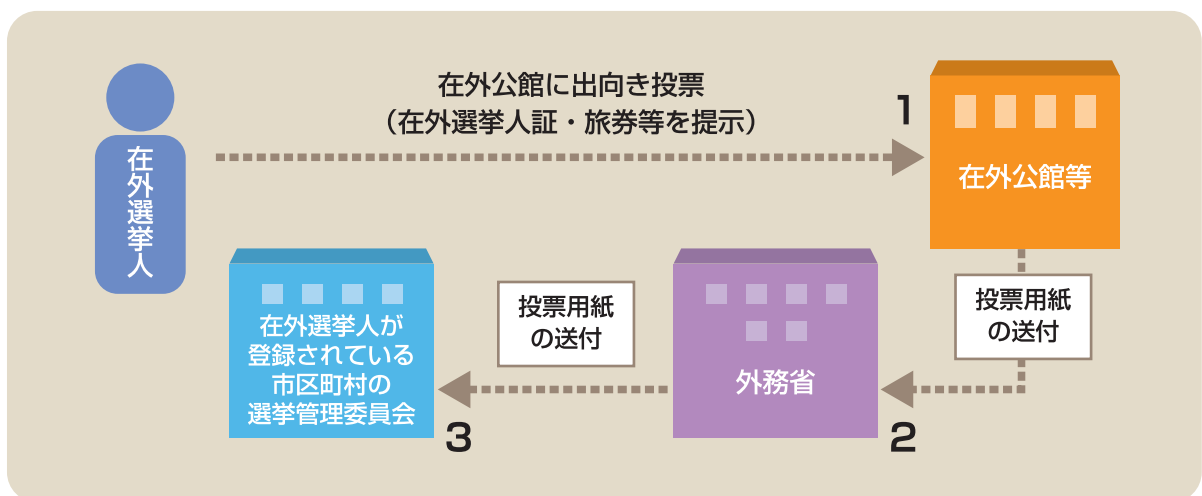 在外公館に出向き投票
（在外選挙人証・旅券等を提示）
1
在外選挙人
在外公館等
投票用紙
の送付
2
外務省
投票用紙
の送付
3
在外選挙人が
登録されている
市区町村の
選挙管理委員会